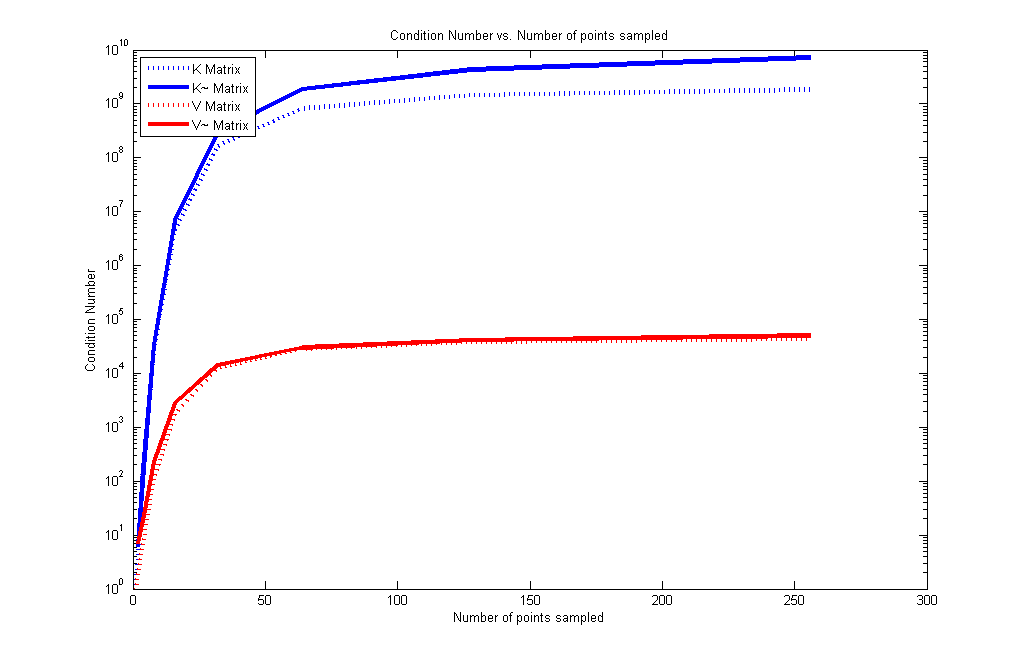 Condition Number vs. Number of points sampled
K Matrix
K~ Matrix
V Matrix
V~ Matrix
10^10
10^9
10^8
10^7
10^6
10^5
10^4
10^3
10^2
10^1
10^0
Condition Number
0 50 100 150 200 250 300
Number of points sampled